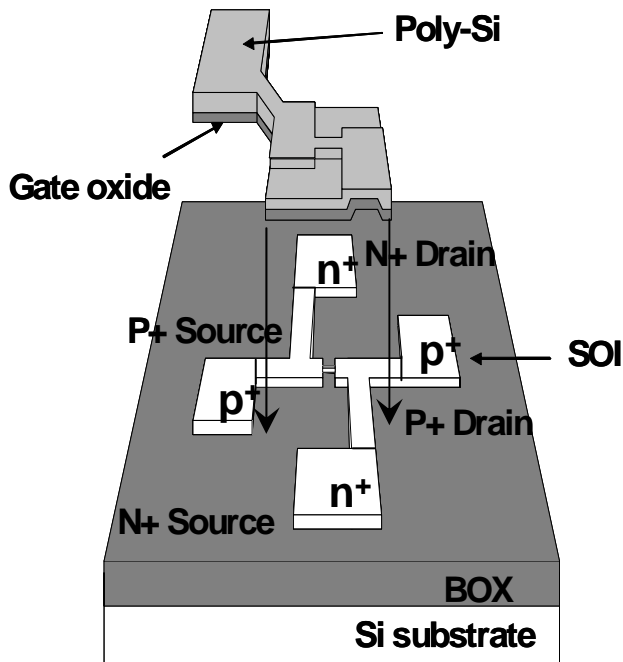 Poly-Si
Gate oxide
n+ N+ Drain
P+ Source
p+ SOI
p+
P+ Drain
n+
N+ Source
BOX
Si substrate